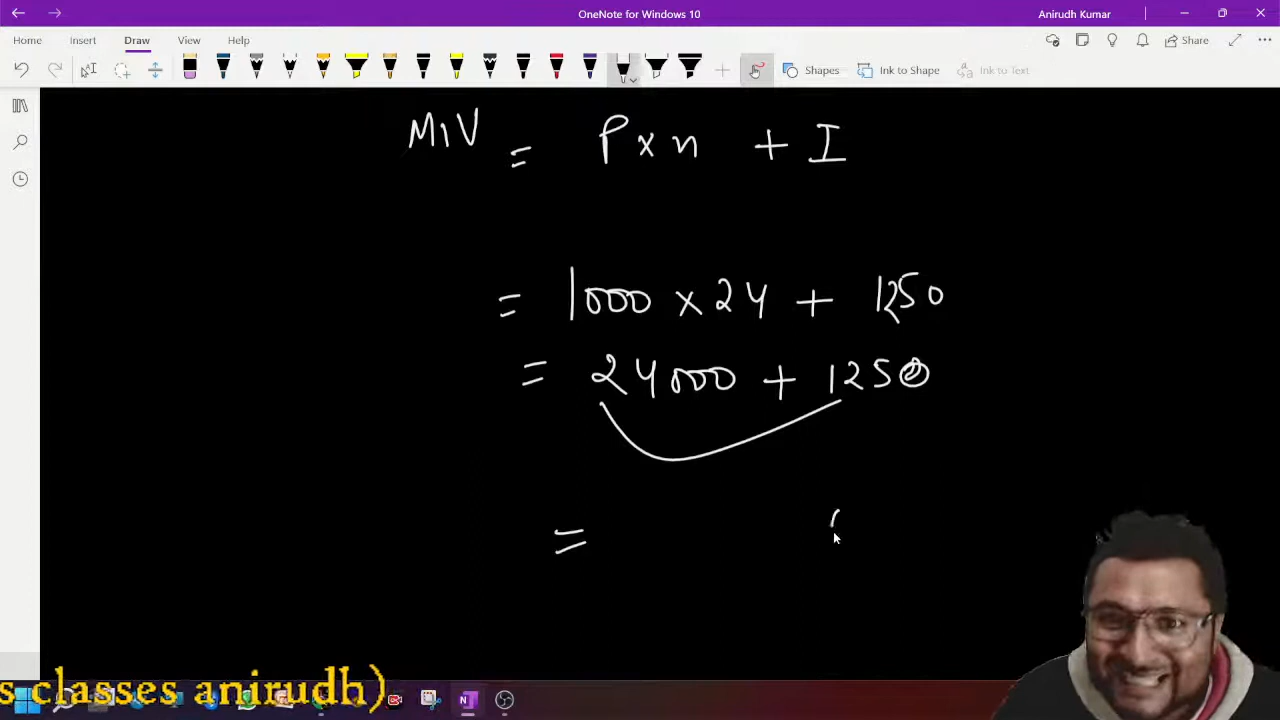 OneNote for Windows 10
Anirudh Kumar
Home Insert Draw View Help
Share
Shapes Ink to Shape Ink to Text
M,V = P x n + I
= 1000 x 24 + 1250
= 24000 + 1250
=
s classes anirudh)